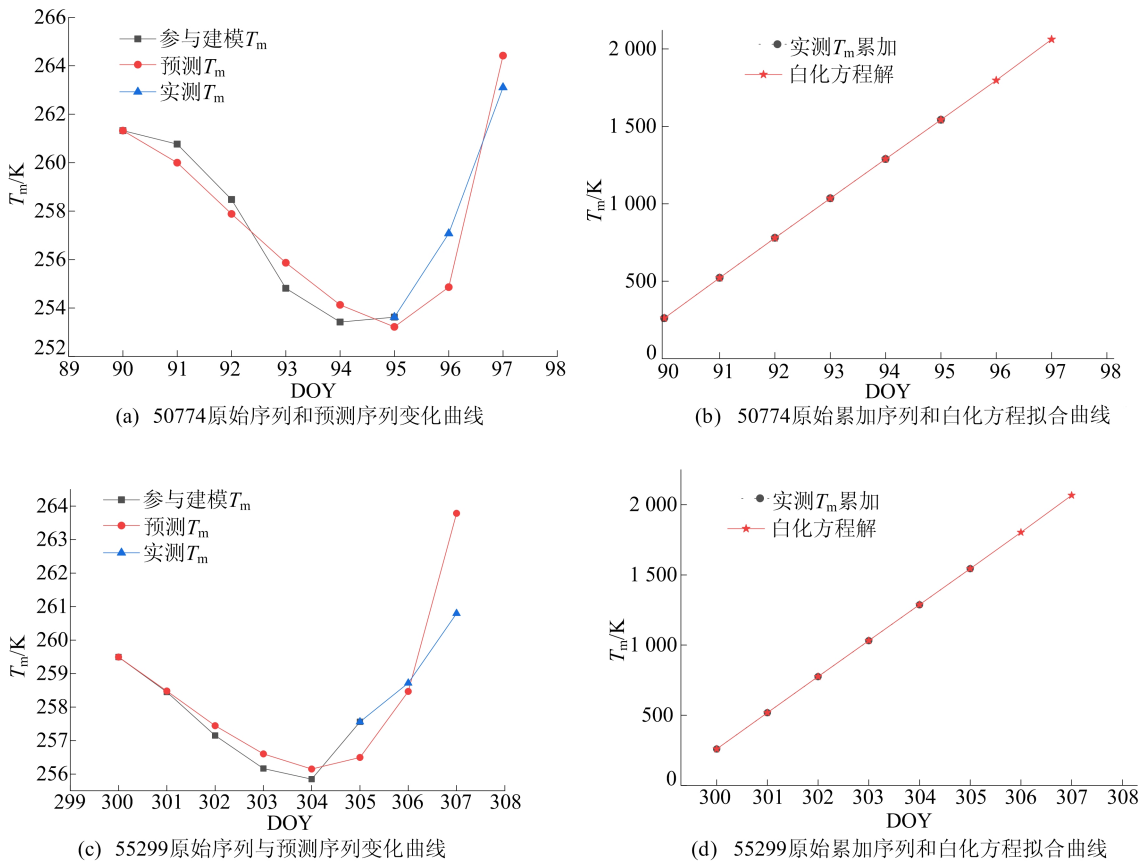 266
264
262
260
258
256
254
252
T_m/K
参与建模T_m
预测T_m
实测T_m
89 90 91 92 93 94 95 96 97 98
DOY
(a) 50774原始序列和预测序列变化曲线
2 000
1 500
1 000
500
0
T_m/K
实测T_m累加
白化方程解
90 91 92 93 94 95 96 97 98
DOY
(b) 50774原始累加序列和白化方程拟合曲线
264
263
262
261
260
259
258
257
256
T_m/K
参与建模T_m
预测T_m
实测T_m
299 300 301 302 303 304 305 306 307 308
DOY
(c) 55299原始序列与预测序列变化曲线
2 000
1 500
1 000
500
0
T_m/K
实测T_m累加
白化方程解
300 301 302 303 304 305 306 307 308
DOY
(d) 55299原始累加序列和白化方程拟合曲线